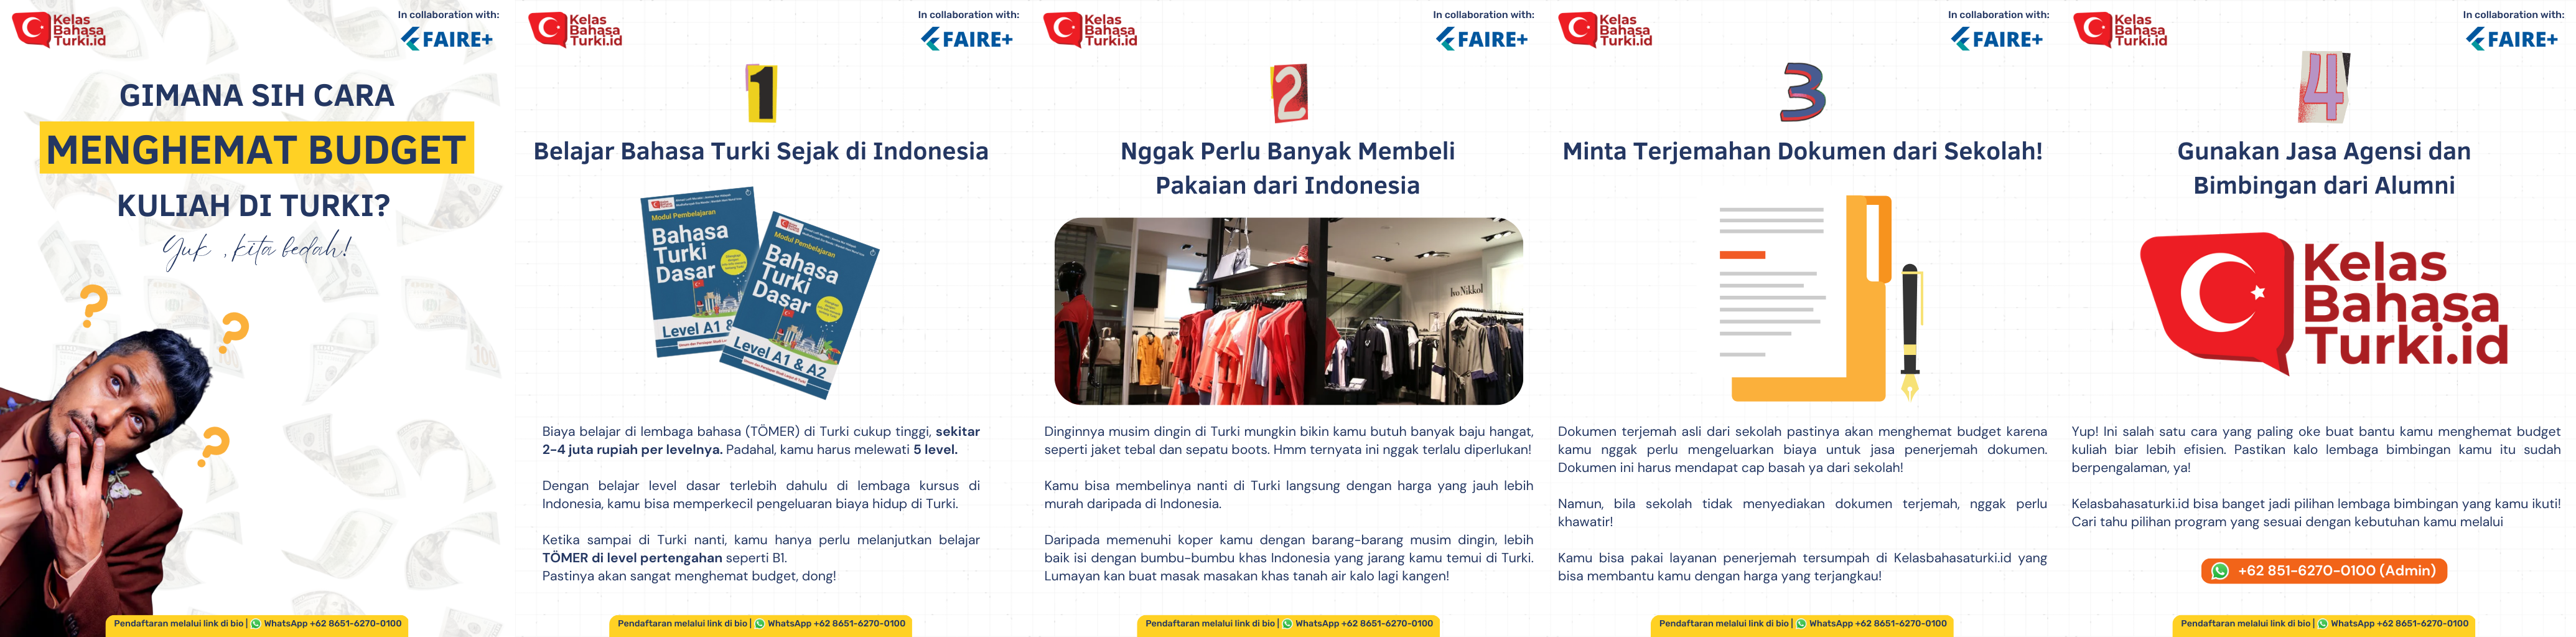 Kelas
Bahasa
Turki.id
In collaboration with:
FAIRE+
GIMANA SIH CARA
MENGHEMAT BUDGET
KULIAH DI TURKI?
Yuk , kita bedah!
?
?
?
Pendaftaran melalui link di bio | WhatsApp +62 8651-6270-0100
Kelas
Bahasa
Turki.id
In collaboration with:
FAIRE+
1
Belajar Bahasa Turki Sejak di Indonesia
Modul Pembelajaran
Bahasa
Turki
Dasar
Level A1 &
Modul Pembelajaran
Bahasa
Turki
Dasar
Level A1 & A2
Biaya belajar di lembaga bahasa (TÖMER) di Turki cukup tinggi, sekitar
2-4 juta rupiah per levelnya. Padahal, kamu harus melewati 5 level.
Dengan belajar level dasar terlebih dahulu di lembaga kursus di
Indonesia, kamu bisa memperkecil pengeluaran biaya hidup di Turki.
Ketika sampai di Turki nanti, kamu hanya perlu melanjutkan belajar
TÖMER di level pertengahan seperti B1.
Pastinya akan sangat menghemat budget, dong!
Pendaftaran melalui link di bio | WhatsApp +62 8651-6270-0100
Kelas
Bahasa
Turki.id
In collaboration with:
FAIRE+
2
Nggak Perlu Banyak Membeli
Pakaian dari Indonesia
Ivo Nikkol
Dinginnya musim dingin di Turki mungkin bikin kamu butuh banyak baju hangat,
seperti jaket tebal dan sepatu boots. Hmm ternyata ini nggak terlalu diperlukan!
Kamu bisa membelinya nanti di Turki langsung dengan harga yang jauh lebih
murah daripada di Indonesia.
Daripada memenuhi koper kamu dengan barang-barang musim dingin, lebih
baik isi dengan bumbu-bumbu khas Indonesia yang jarang kamu temui di Turki.
Lumayan kan buat masak masakan khas tanah air kalo lagi kangen!
Pendaftaran melalui link di bio | WhatsApp +62 8651-6270-0100
Kelas
Bahasa
Turki.id
In collaboration with:
FAIRE+
3
Minta Terjemahan Dokumen dari Sekolah!
Dokumen terjemah asli dari sekolah pastinya akan menghemat budget karena
kamu nggak perlu mengeluarkan biaya untuk jasa penerjemah dokumen.
Dokumen ini harus mendapat cap basah ya dari sekolah!
Namun, bila sekolah tidak menyediakan dokumen terjemah, nggak perlu
khawatir!
Kamu bisa pakai layanan penerjemah tersumpah di Kelasbahasaturki.id yang
bisa membantu kamu dengan harga yang terjangkau!
Pendaftaran melalui link di bio | WhatsApp +62 8651-6270-0100
Kelas
Bahasa
Turki.id
In collaboration with:
FAIRE+
4
Gunakan Jasa Agensi dan
Bimbingan dari Alumni
Kelas
Bahasa
Turki.id
Yup! Ini salah satu cara yang paling oke buat bantu kamu menghemat budget
kuliah biar lebih efisien. Pastikan kalo lembaga bimbingan kamu itu sudah
berpengalaman, ya!
Kelasbahasaturki.id bisa banget jadi pilihan lembaga bimbingan yang kamu ikuti!
Cari tahu pilihan program yang sesuai dengan kebutuhan kamu melalui
+62 851-6270-0100 (Admin)
Pendaftaran melalui link di bio | WhatsApp +62 8651-6270-0100